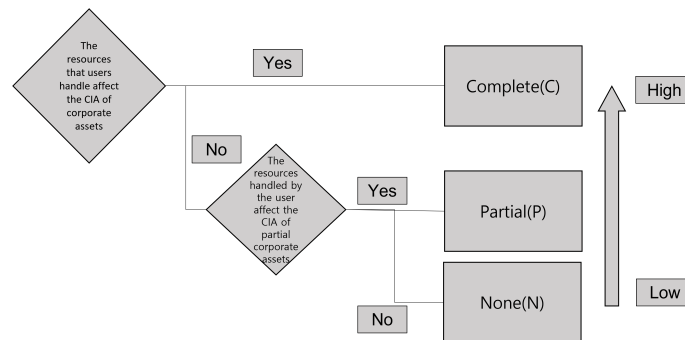 The
resources
that users
handle affect
the CIA of
corporate
assets
Yes
Complete(C)
High
No
The
resources
handled by
the user
affect the
CIA of
partial
corporate
assets
Yes
Partial(P)
None(N)
Low
No